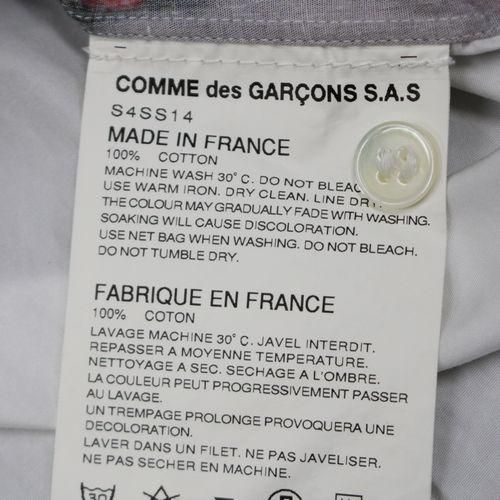 COMME des GARÇONS S.A.S
S4SS14
MADE IN FRANCE
100% COTTON
MACHINE WASH 30°C. DO NOT BLEAC
USE WARM IRON. DRY CLEAN. LINE DRY.
THE COLOUR MAY GRADUALLY FADE WITH WASHING.
SOAKING WILL CAUSE DISCOLORATION.
USE NET BAG WHEN WASHING. DO NOT BLEACH.
DO NOT TUMBLE DRY.
FABRIQUE EN FRANCE
100% COTTON
LAVAGE MACHINE 30°C. JAVEL INTERDIT.
REPASSER A MOYENNE TEMPERATURE.
NETTOYAGE A SEC. SECHAGE A L'OMBRE.
LA COULEUR PEUT PROGRESSIVEMENT PASSER
AU LAVAGE.
UN TREMPAGE PROLONGE PROVOQUERA UNE
DECOLORATION.
LAVER DANS UN FILET. NE PAS JAVELISER.
NE PAS SECHER EN MACHINE.
30